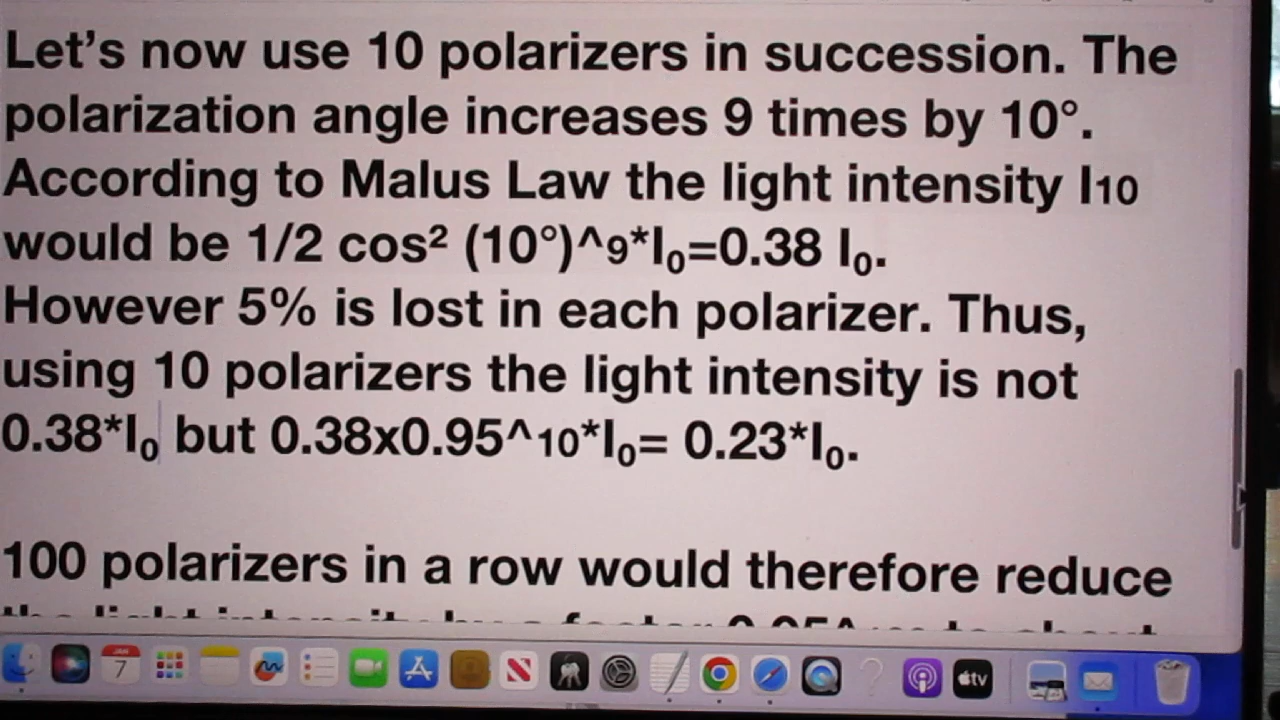 Let's now use 10 polarizers in succession. The
polarization angle increases 9 times by 10°.
According to Malus Law the light intensity I₁₀
would be 1/2 cos² (10°)^9*I₀=0.38 I₀.
However 5% is lost in each polarizer. Thus,
using 10 polarizers the light intensity is not
0.38*I₀ but 0.38x0.95^10*I₀= 0.23*I₀.
100 polarizers in a row would therefore reduce
JAN
7
tv